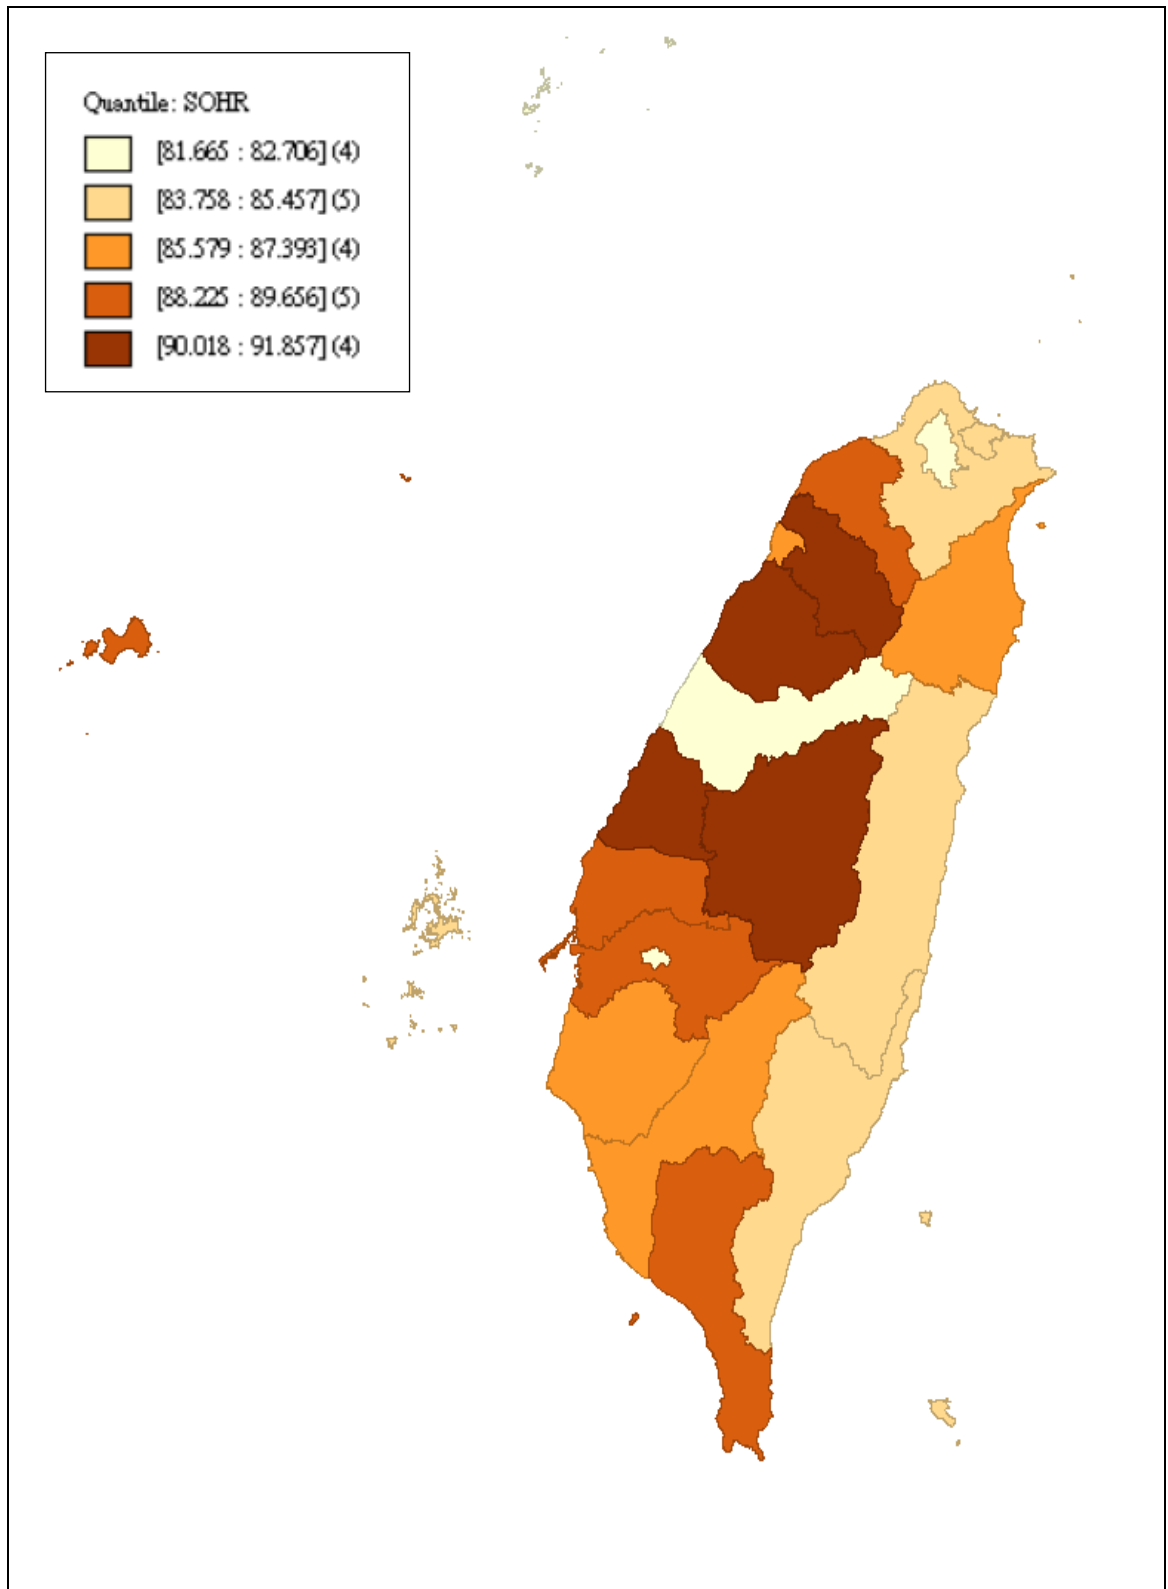 Quantile: SOHR
[81.665 : 82.706] (4)
[83.758 : 85.457] (5)
[85.579 : 87.393] (4)
[88.225 : 89.656] (5)
[90.018 : 91.857] (4)